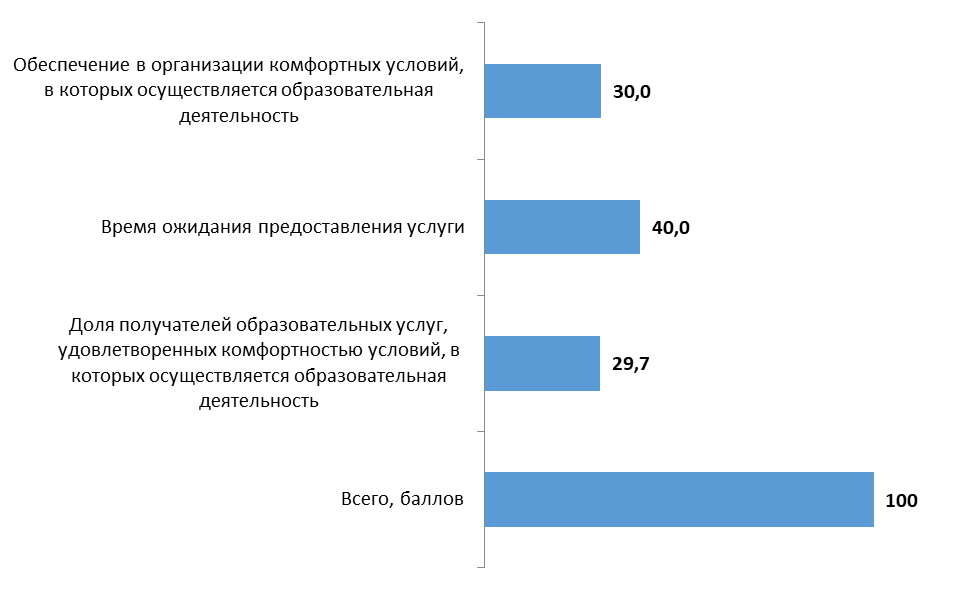 Обеспечение в организации комфортных условий,
в которых осуществляется образовательная
деятельность
30,0
Время ожидания предоставления услуги
40,0
Доля получателей образовательных услуг,
удовлетворенных комфортностью условий, в
которых осуществляется образовательная
деятельность
29,7
Всего, баллов
100